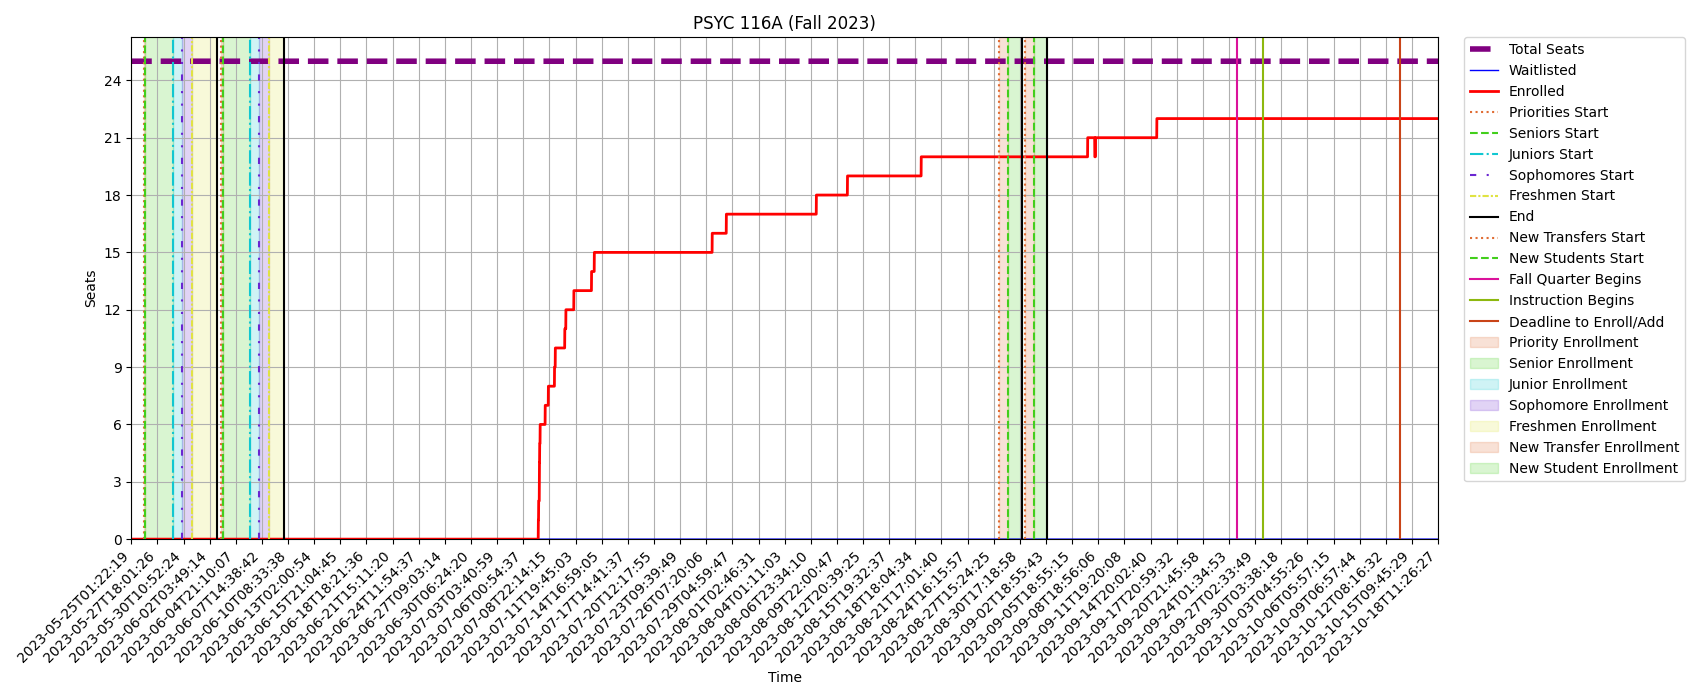 PSYC 116A (Fall 2023)
Seats
24
21
18
15
12
9
6
3
0
2023-05-25T01:22:19
2023-05-27T18:01:26
2023-05-30T10:52:24
2023-06-02T03:49:14
2023-06-04T21:10:07
2023-06-07T14:38:42
2023-06-10T08:33:38
2023-06-13T02:00:54
2023-06-15T21:04:45
2023-06-18T18:21:36
2023-06-21T15:11:20
2023-06-24T11:54:37
2023-06-27T09:03:14
2023-06-30T06:24:20
2023-07-03T03:40:59
2023-07-06T00:54:37
2023-07-08T22:14:15
2023-07-11T19:45:03
2023-07-14T16:59:05
2023-07-17T14:41:37
2023-07-20T12:17:55
2023-07-23T09:39:49
2023-07-26T07:20:06
2023-07-29T04:59:47
2023-08-01T02:46:31
2023-08-04T01:11:03
2023-08-06T23:34:10
2023-08-09T22:00:47
2023-08-12T20:39:25
2023-08-15T19:32:37
2023-08-18T18:04:34
2023-08-21T17:01:40
2023-08-24T16:15:57
2023-08-27T15:24:25
2023-08-30T17:18:58
2023-09-02T18:55:43
2023-09-05T18:55:15
2023-09-08T18:56:06
2023-09-11T19:20:08
2023-09-14T20:02:40
2023-09-17T20:59:32
2023-09-20T21:45:58
2023-09-24T01:34:53
2023-09-27T02:33:49
2023-09-30T03:38:18
2023-10-03T04:55:26
2023-10-06T05:57:15
2023-10-09T06:57:44
2023-10-12T08:16:32
2023-10-15T09:45:29
2023-10-18T11:26:27
Time
Total Seats
Waitlisted
Enrolled
Priorities Start
Seniors Start
Juniors Start
Sophomores Start
Freshmen Start
End
New Transfers Start
New Students Start
Fall Quarter Begins
Instruction Begins
Deadline to Enroll/Add
Priority Enrollment
Senior Enrollment
Junior Enrollment
Sophomore Enrollment
Freshmen Enrollment
New Transfer Enrollment
New Student Enrollment